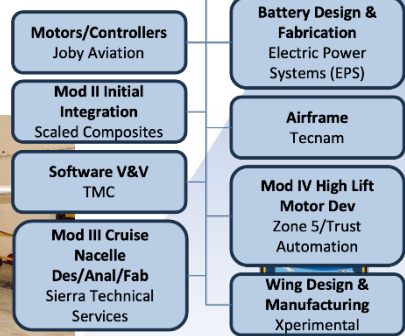 Motors/Controllers
Joby Aviation
Mod II Initial
Integration
Scaled Composites
Software V&V
TMC
Mod III Cruise
Nacelle
Des/Anal/Fab
Sierra Technical
Services
Battery Design &
Fabrication
Electric Power
Systems (EPS)
Airframe
Tecnam
Mod IV High Lift
Motor Dev
Zone 5/Trust
Automation
Wing Design &
Manufacturing
Xperimental